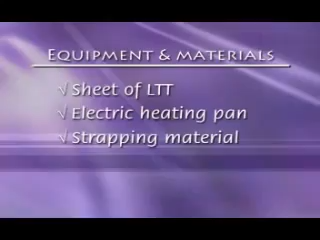 EQUIPMENT & MATERIALS
√ Sheet of LTT
√ Electric heating pan
√ Strapping material